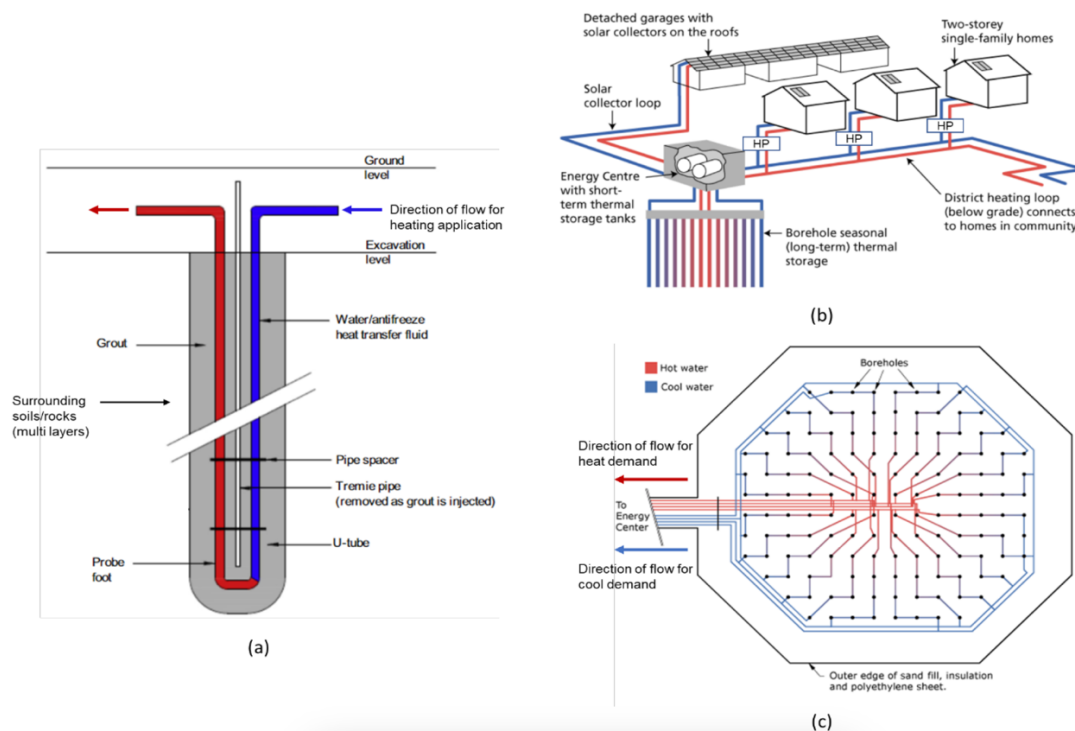 Ground
level
Direction of flow for
heating application
Excavation
level
Water/antifreeze
heat transfer fluid
Grout
Surrounding
soils/rocks
(multi layers)
Pipe spacer
Tremie pipe
(removed as grout is injected)
U-tube
Probe
foot
(a)
Detached garages with
solar collectors on the roofs
Two-storey
single-family homes
Solar
collector loop
HP
HP
HP
Energy Centre
with short-
term thermal
storage tanks
District heating loop
(below grade) connects
to homes in community
Borehole seasonal
(long-term) thermal
storage
(b)
Hot water
Cool water
Boreholes
Direction of flow for
heat demand
To
Energy
Center
Direction of flow for
cool demand
Outer edge of sand fill, insulation
and polyethylene sheet.
(c)